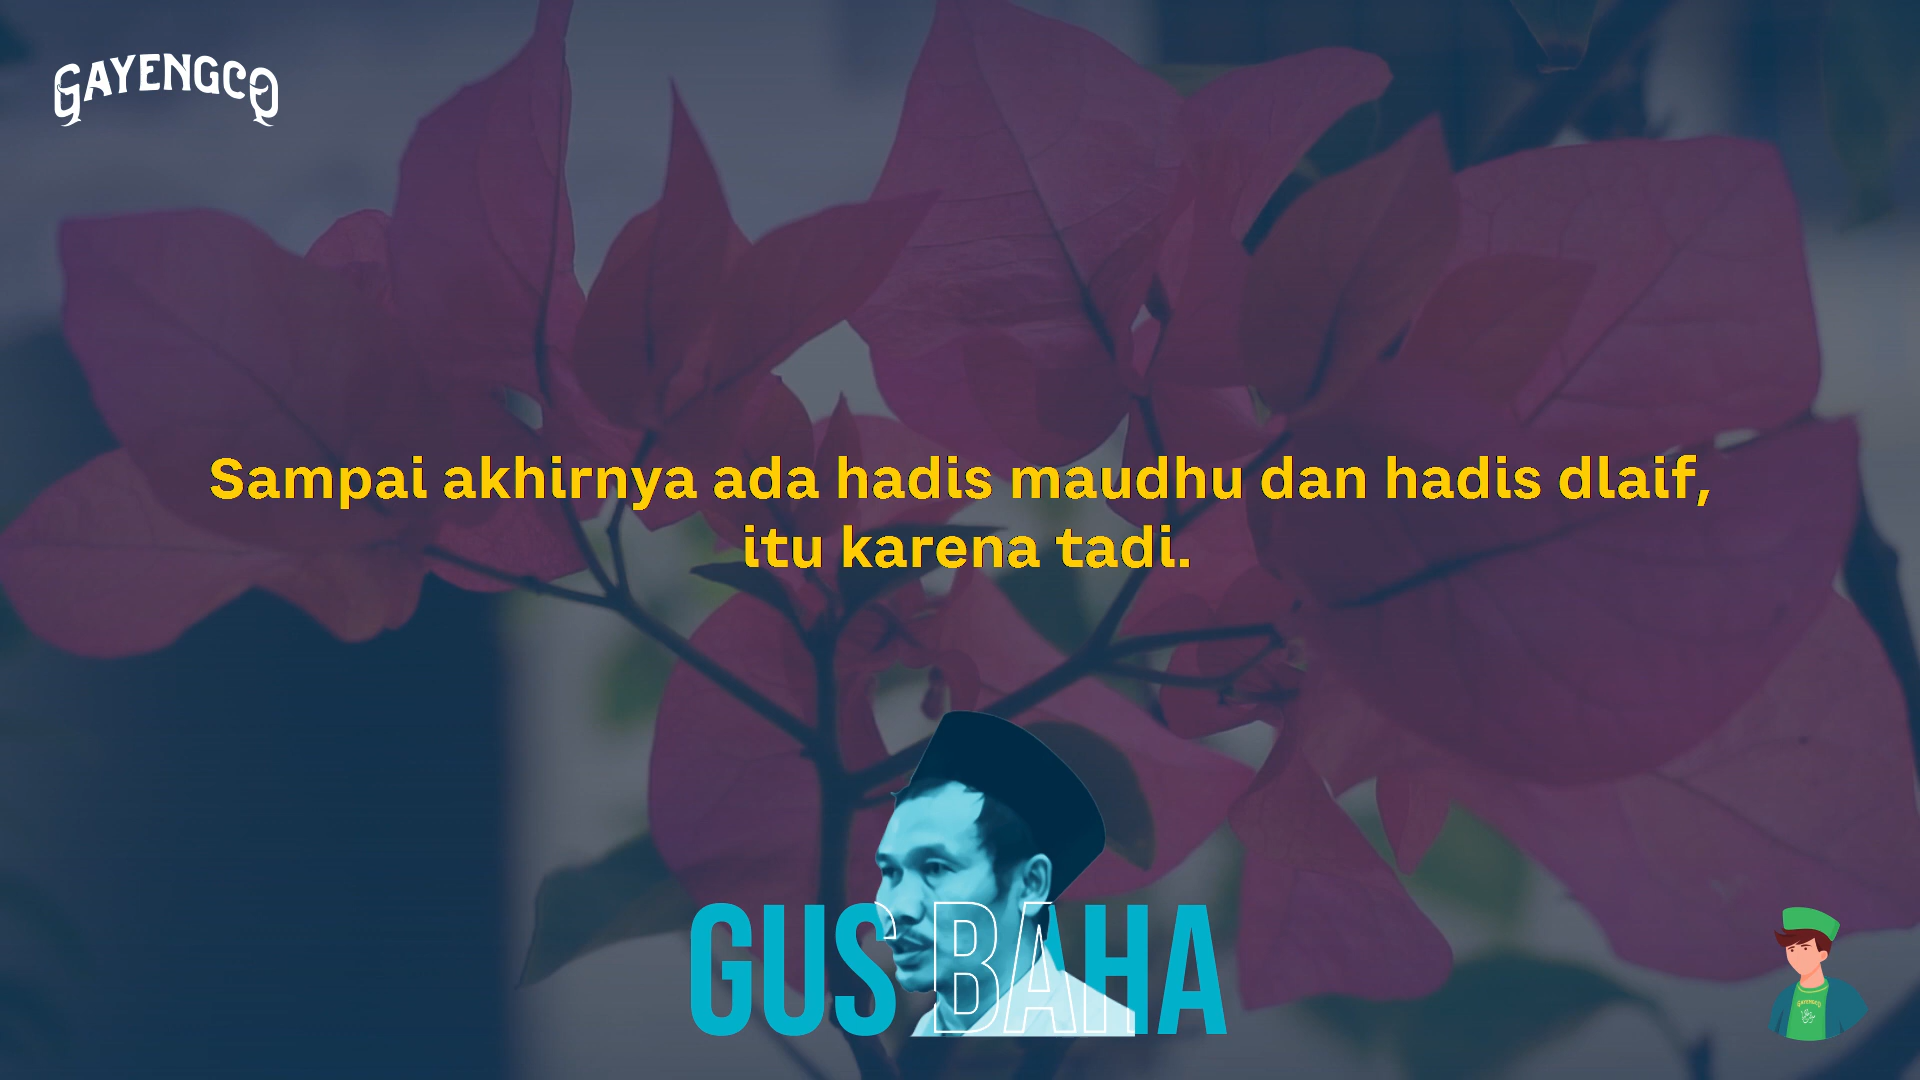 GAYENGCO
Sampai akhirnya ada hadis maudhu dan hadis dlaif,
itu karena tadi.
GUS BAHA